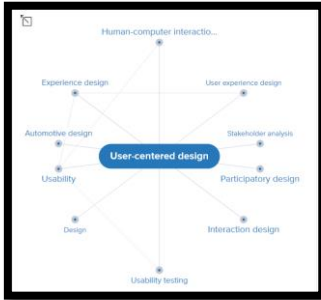 Human-computer interactio...
Experience design
User experience design
Automotive design
Stakeholder analysis
User-centered design
Usability
Participatory design
Design
Interaction design
Usability testing